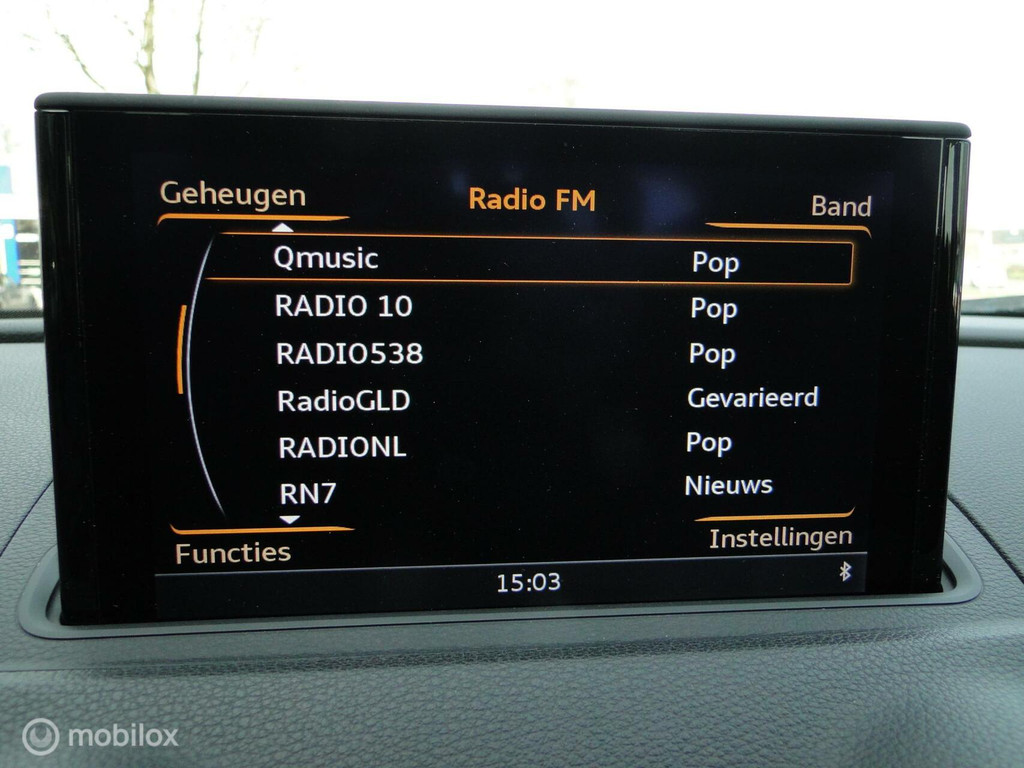 Geheugen Radio FM Band
Qmusic Pop
RADIO 10 Pop
RADIO538 Pop
RadioGLD Gevarieerd
RADIONL Pop
RN7 Nieuws
Functies Instellingen
15:03
mobilox